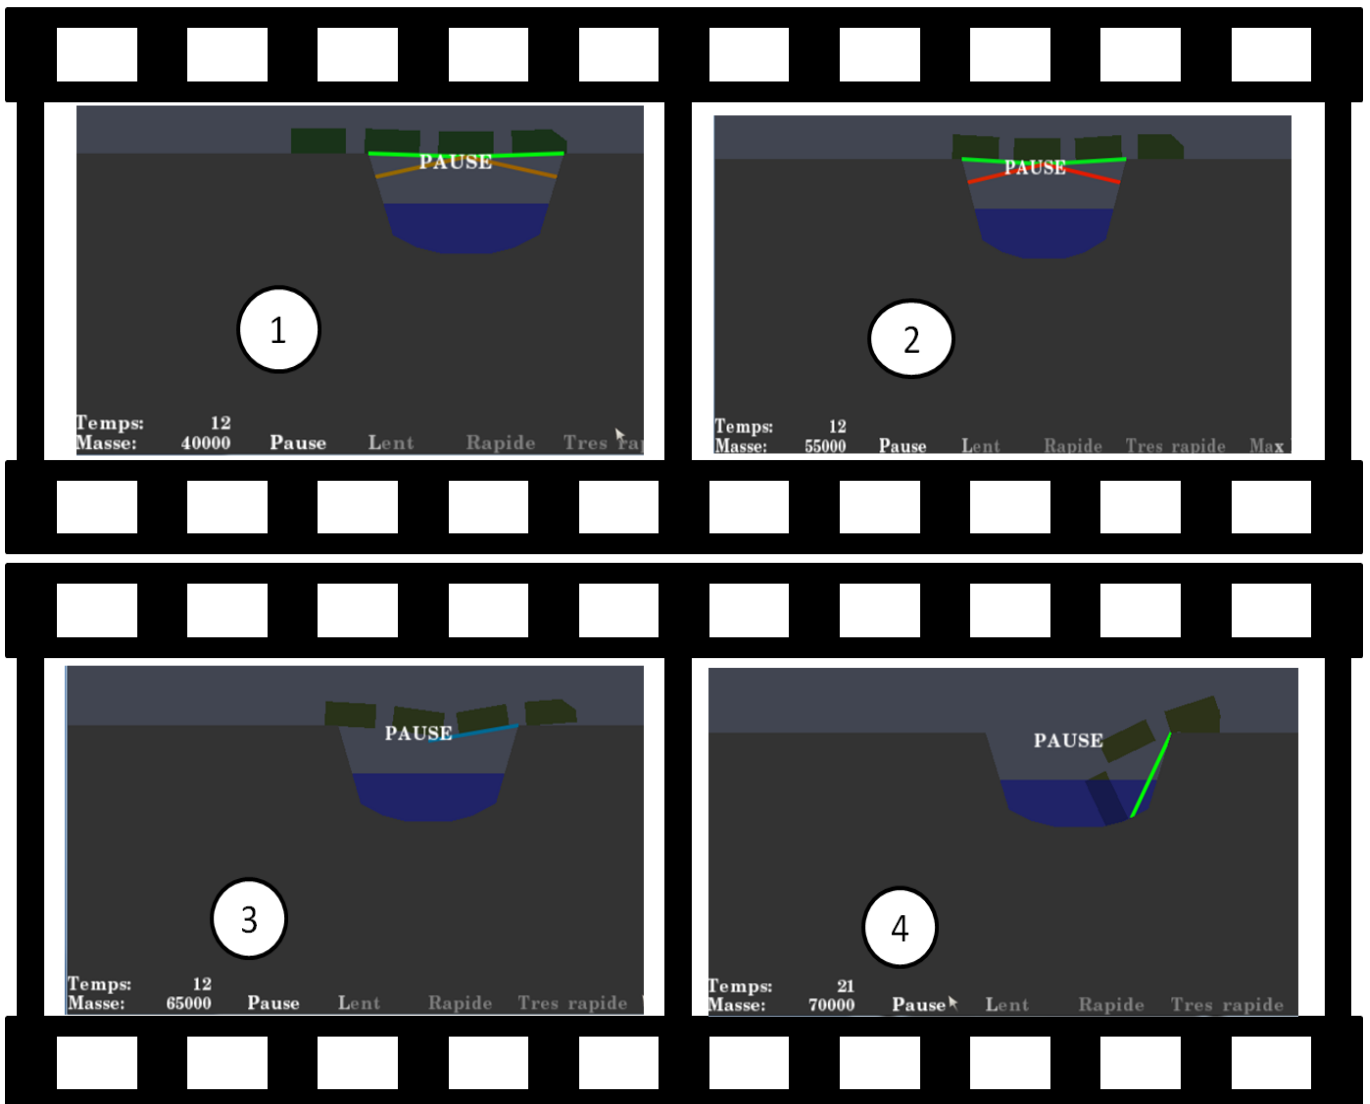 PAUSE
1
Temps: 12
Masse: 40000 Pause Lent Rapide Tres rap
PAUSE
2
Temps: 12
Masse: 55000 Pause Lent Rapide Tres rapide Max
PAUSE
3
Temps: 12
Masse: 65000 Pause Lent Rapide Tres rapide
PAUSE
4
Temps: 21
Masse: 70000 Pause Lent Rapide Tres rapide